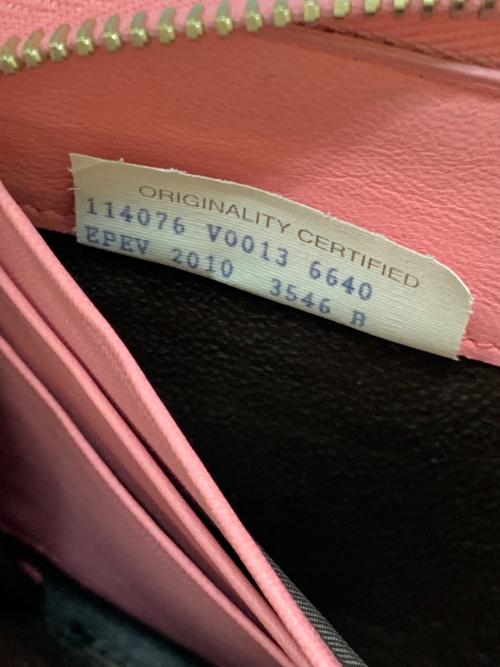 ORIGINALITY CERTIFIED
114076 V0013 6640
EPEV 2010 3546 B